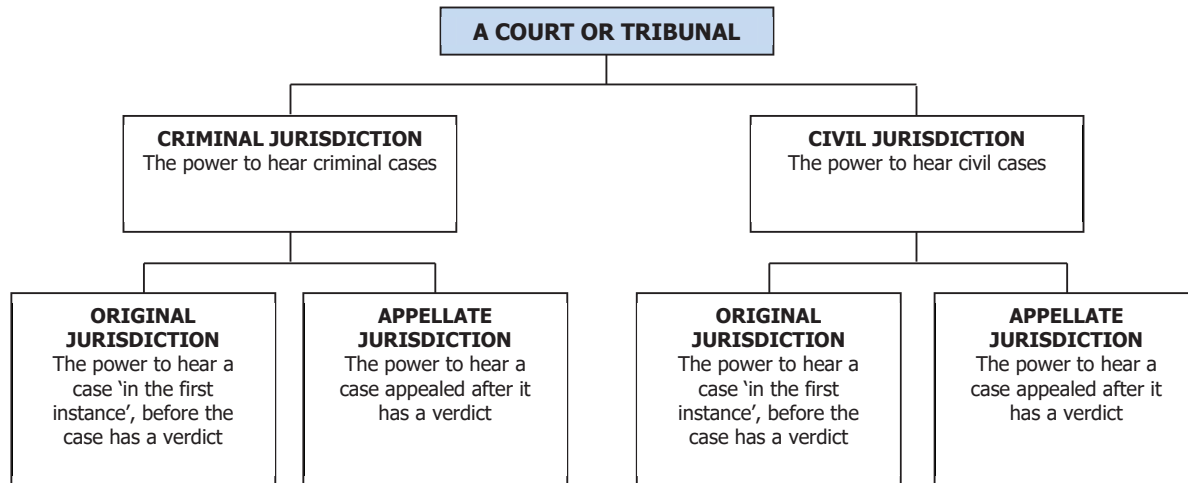 A COURT OR TRIBUNAL
CRIMINAL JURISDICTION
The power to hear criminal cases
CIVIL JURISDICTION
The power to hear civil cases
ORIGINAL
JURISDICTION
The power to hear a
case ‘in the first
instance’, before the
case has a verdict
APPELLATE
JURISDICTION
The power to hear a
case appealed after it
has a verdict
ORIGINAL
JURISDICTION
The power to hear a
case ‘in the first
instance’, before the
case has a verdict
APPELLATE
JURISDICTION
The power to hear a
case appealed after it
has a verdict